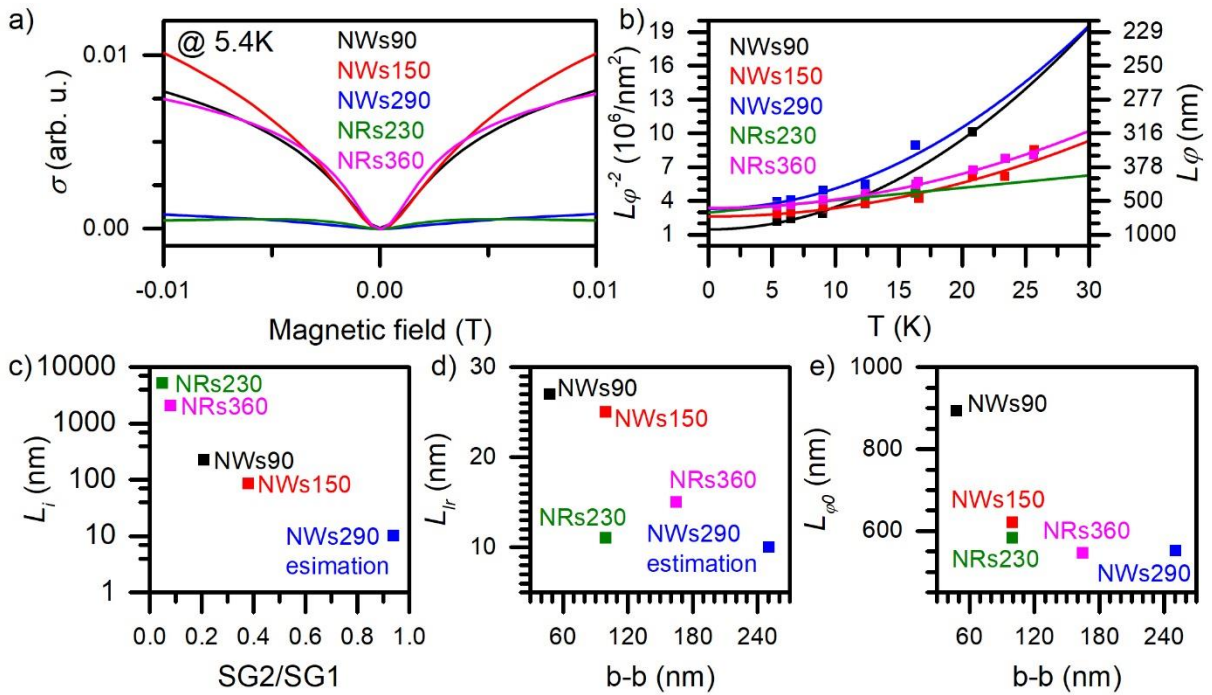 a)
@ 5.4K
NWs90
NWs150
NWs290
NRs230
NRs360
0.01
0.00
σ (arb. u.)
-0.01
0.00
0.01
Magnetic field (T)
b)
NWs90
NWs150
NWs290
NRs230
NRs360
19
16
13
10
7
4
1
Lφ⁻² (10⁶/nm²)
229
250
277
316
378
500
1000
Lφ (nm)
0
5
10
15
20
25
30
T (K)
c)
10000
1000
100
10
1
L_i (nm)
NRs230
NRs360
NWs90
NWs150
NWs290
esimation
0.0
0.2
0.4
0.6
0.8
1.0
SG2/SG1
d)
30
20
10
L_lr (nm)
NWs90
NWs150
NRs360
NRs230
NWs290
estimation
60
120
180
240
b-b (nm)
e)
1000
800
600
L_φ0 (nm)
NWs90
NWs150
NRs230
NRs360
NWs290
60
120
180
240
b-b (nm)